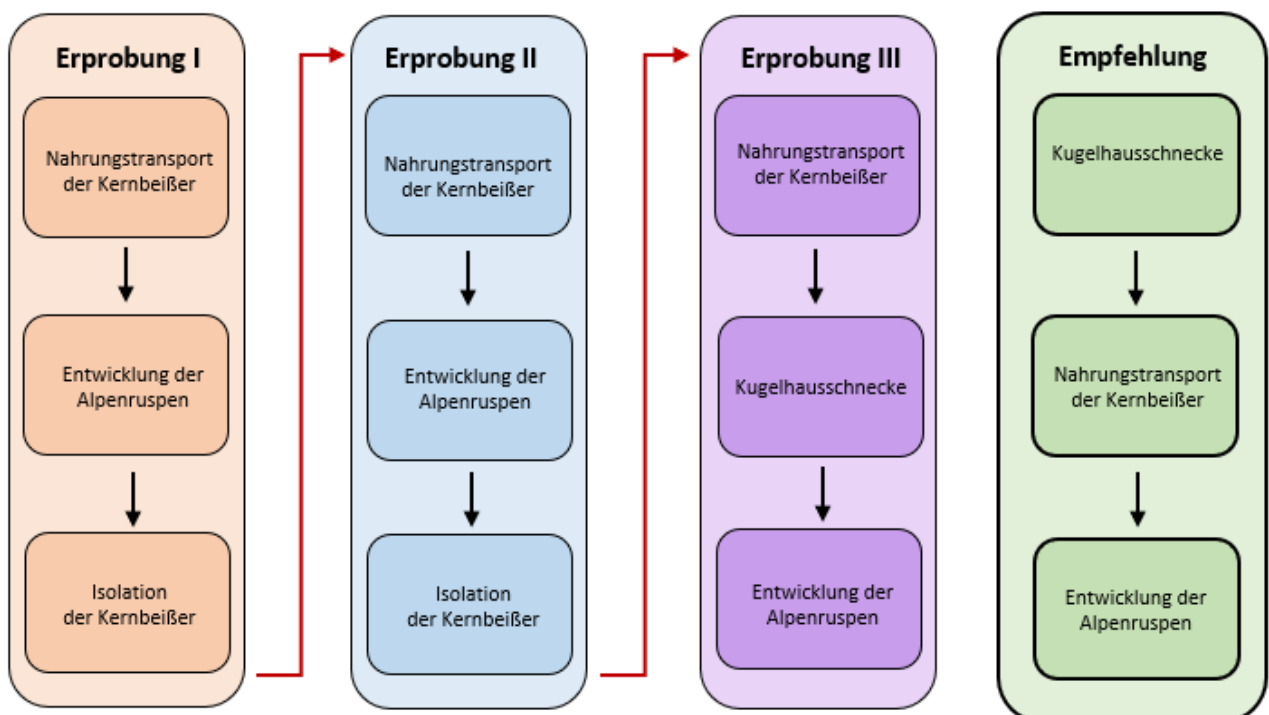 Erprobung I
Nahrungstransport
der Kernbeißer
Entwicklung der
Alpenruspen
Isolation
der Kernbeißer
Erprobung II
Nahrungstransport
der Kernbeißer
Entwicklung der
Alpenruspen
Isolation
der Kernbeißer
Erprobung III
Nahrungstransport
der Kernbeißer
Kugelhausschnecke
Entwicklung der
Alpenruspen
Empfehlung
Kugelhausschnecke
Nahrungstransport
der Kernbeißer
Entwicklung der
Alpenruspen